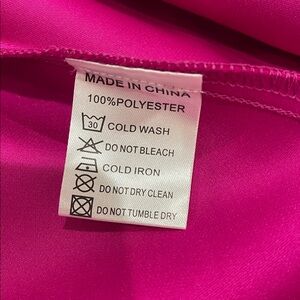 MADE IN CHINA
100%POLYESTER
30 COLD WASH
DO NOT BLEACH
COLD IRON
DO NOT DRY CLEAN
DO NOT TUMBLE DRY